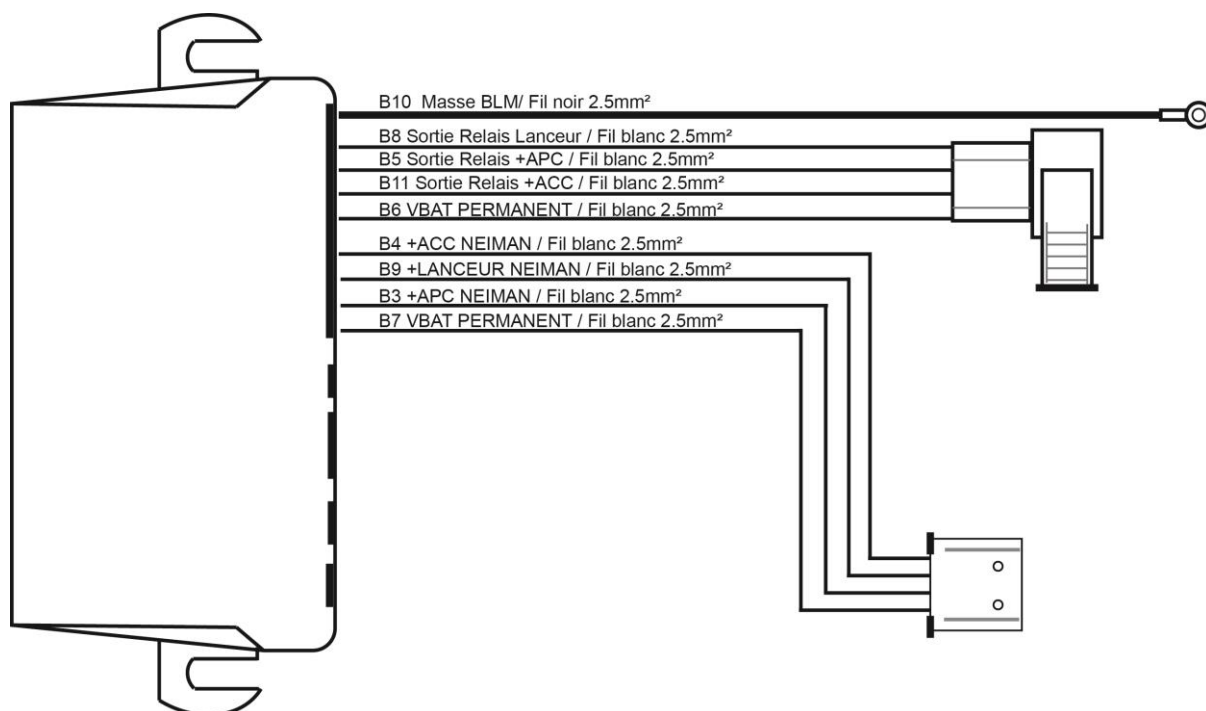 B10  Masse BLM/ Fil noir 2.5mm²
B8 Sortie Relais Lanceur / Fil blanc 2.5mm²
B5 Sortie Relais +APC / Fil blanc 2.5mm²
B11 Sortie Relais +ACC / Fil blanc 2.5mm²
B6 VBAT PERMANENT / Fil blanc 2.5mm²
B4 +ACC NEIMAN / Fil blanc 2.5mm²
B9 +LANCEUR NEIMAN / Fil blanc 2.5mm²
B3 +APC NEIMAN / Fil blanc 2.5mm²
B7 VBAT PERMANENT / Fil blanc 2.5mm²